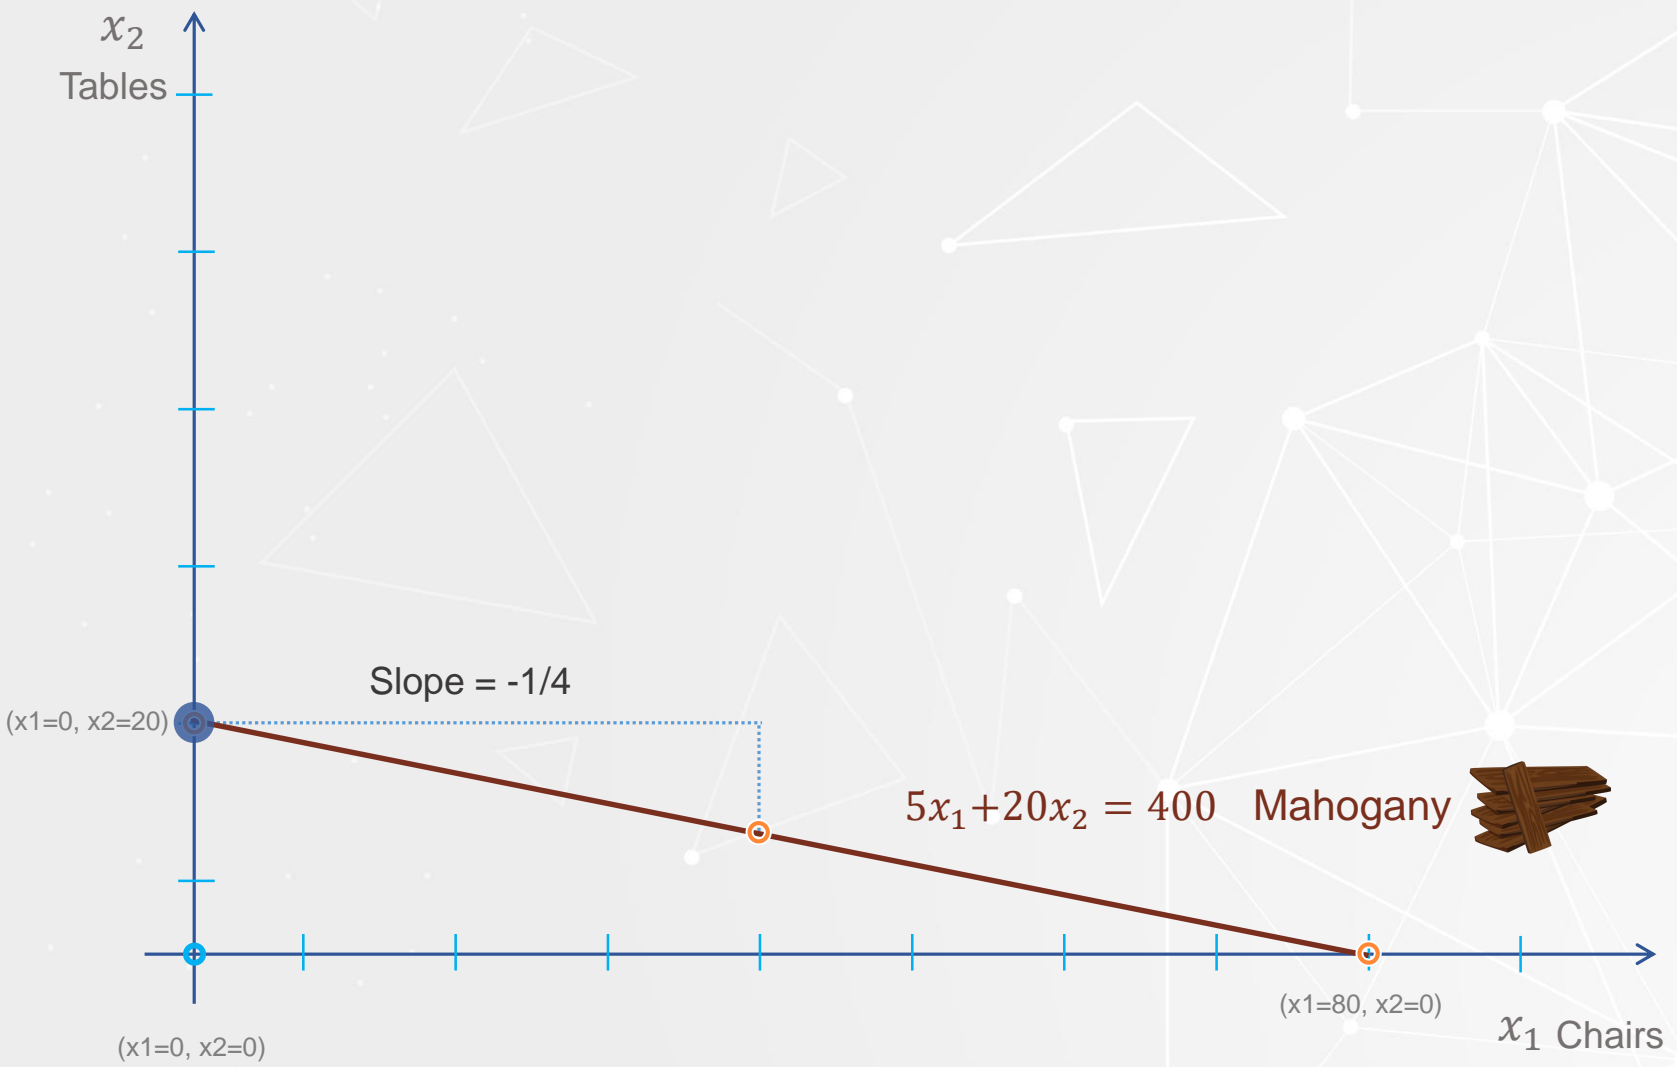 x₂
Tables
Slope = -1/4
(x1=0, x2=20)
5x₁+20x₂ = 400 Mahogany
(x1=80, x2=0)
x₁ Chairs
(x1=0, x2=0)